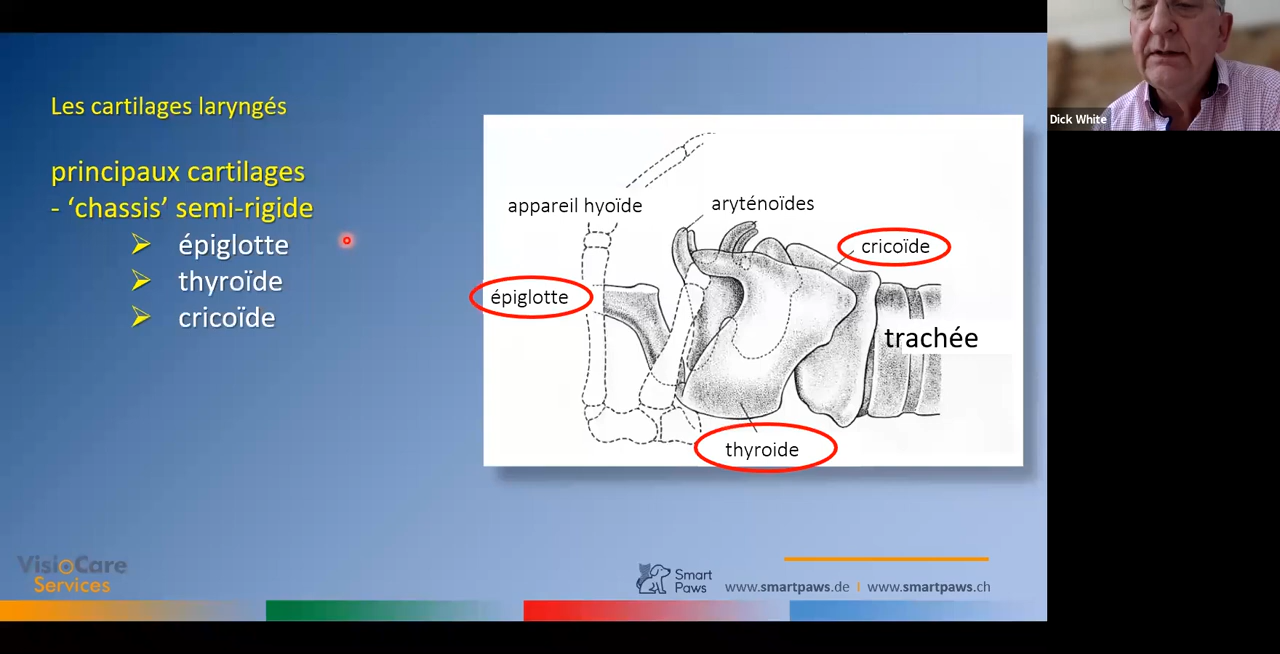 Les cartilages laryngés
principaux cartilages
- ‘chassis’ semi-rigide
épiglotte
thyroïde
cricoïde
appareil hyoïde
aryténoïdes
cricoïde
épiglotte
trachée
thyroide
VisioCare
Services
Smart
Paws
www.smartpaws.de | www.smartpaws.ch
Dick White